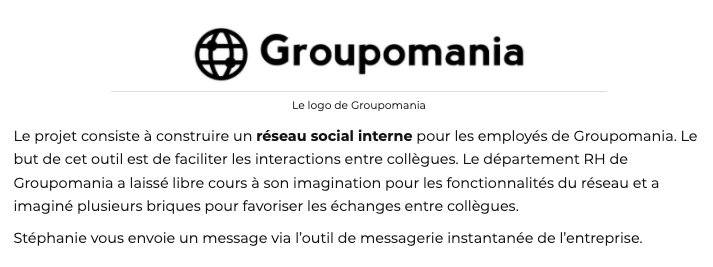 Groupomania
Le logo de Groupomania
Le projet consiste à construire un réseau social interne pour les employés de Groupomania. Le
but de cet outil est de faciliter les interactions entre collègues. Le département RH de
Groupomania a laissé libre cours à son imagination pour les fonctionnalités du réseau et a
imaginé plusieurs briques pour favoriser les échanges entre collègues.
Stéphanie vous envoie un message via l’outil de messagerie instantanée de l’entreprise.